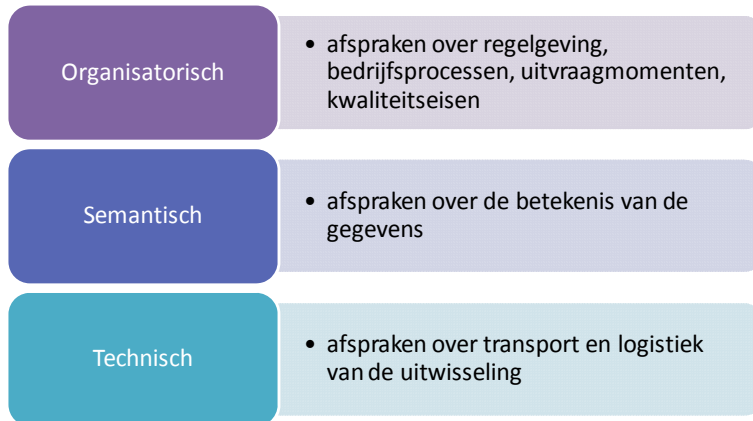 Organisatorisch
• afspraken over regelgeving,
bedrijfsprocessen, uitvraagmomenten,
kwaliteitseisen
Semantisch
• afspraken over de betekenis van de
gegevens
Technisch
• afspraken over transport en logistiek
van de uitwisseling